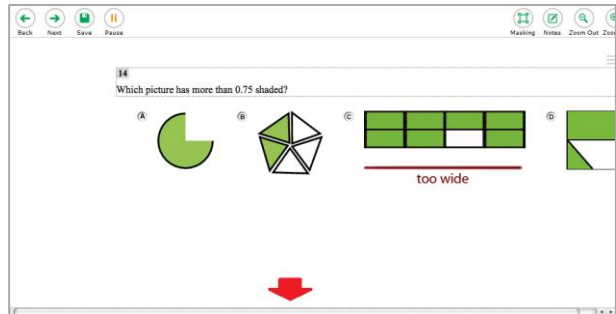 Back Next Save Pause Masking Notes Zoom Out
14
Which picture has more than 0.75 shaded?
A B C D
too wide